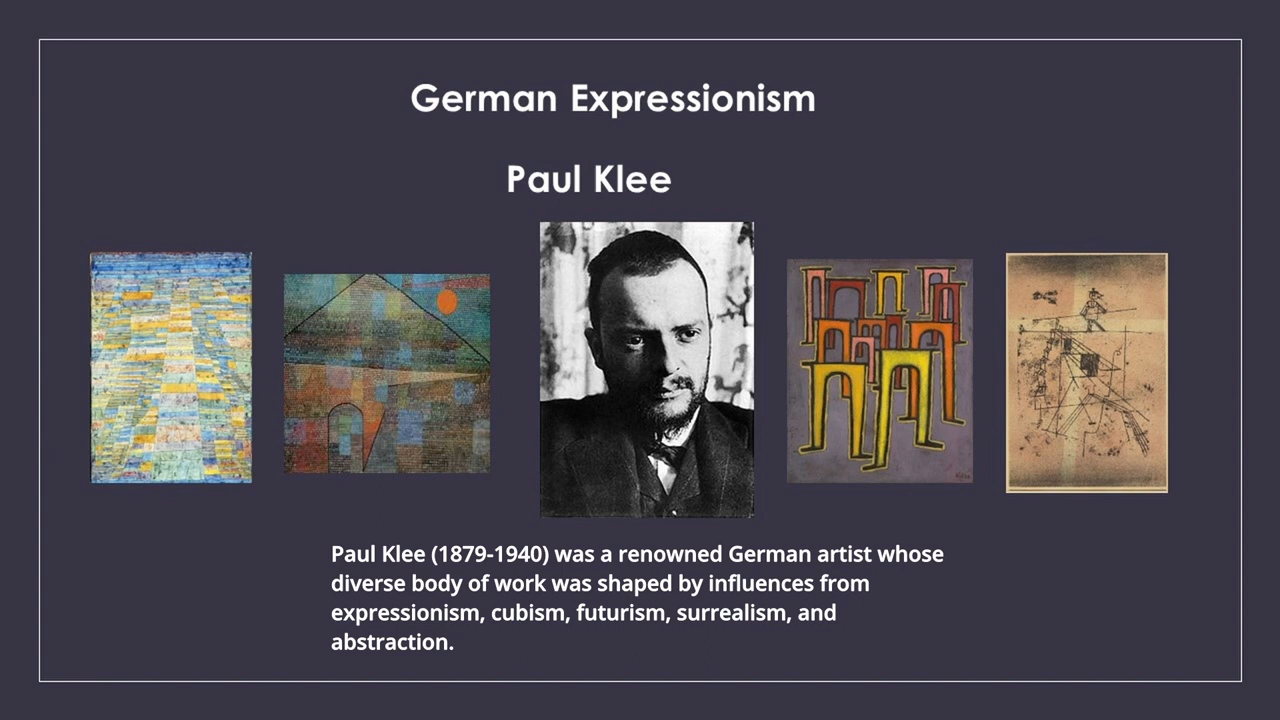 German Expressionism
Paul Klee
Paul Klee (1879-1940) was a renowned German artist whose
diverse body of work was shaped by influences from
expressionism, cubism, futurism, surrealism, and
abstraction.